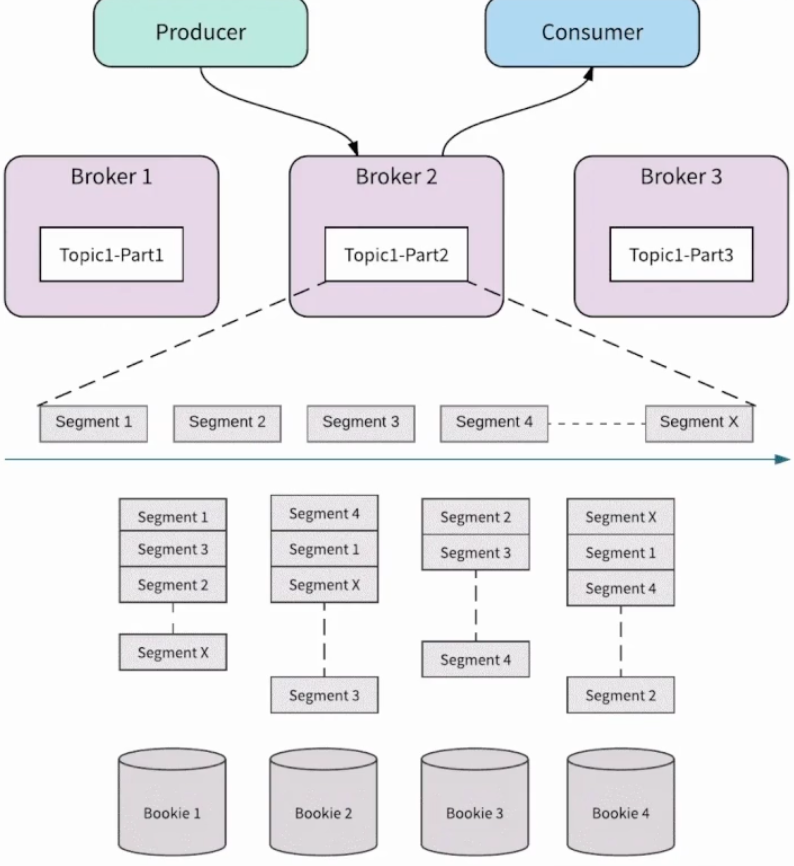 Producer
Consumer
Broker 1
Broker 2
Broker 3
Topic1-Part1
Topic1-Part2
Topic1-Part3
Segment 1
Segment 2
Segment 3
Segment 4
Segment X
Segment 1
Segment 3
Segment 2
Segment X
Segment 4
Segment 1
Segment X
Segment 3
Segment 2
Segment 3
Segment 4
Segment X
Segment 1
Segment 4
Segment 2
Bookie 1
Bookie 2
Bookie 3
Bookie 4